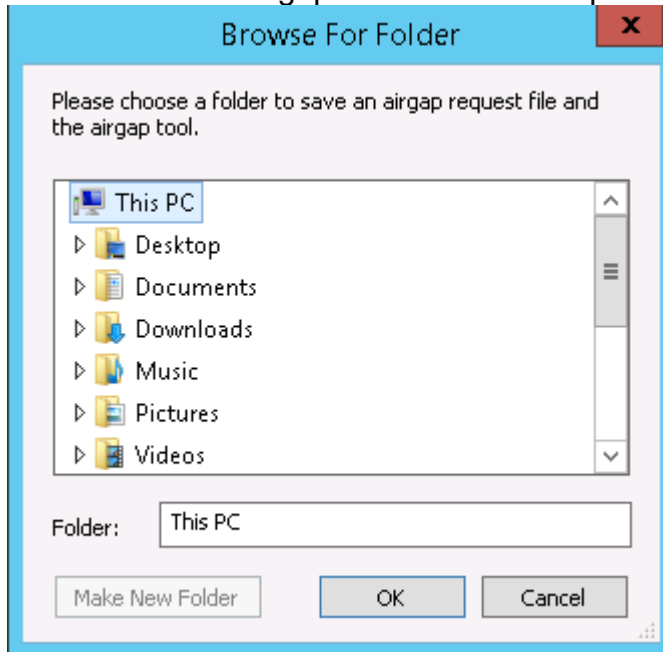 Browse For Folder
x
Please choose a folder to save an airgap request file and
the airgap tool.
This PC
Desktop
Documents
Downloads
Music
Pictures
Videos
Folder:
This PC
Make New Folder
OK
Cancel